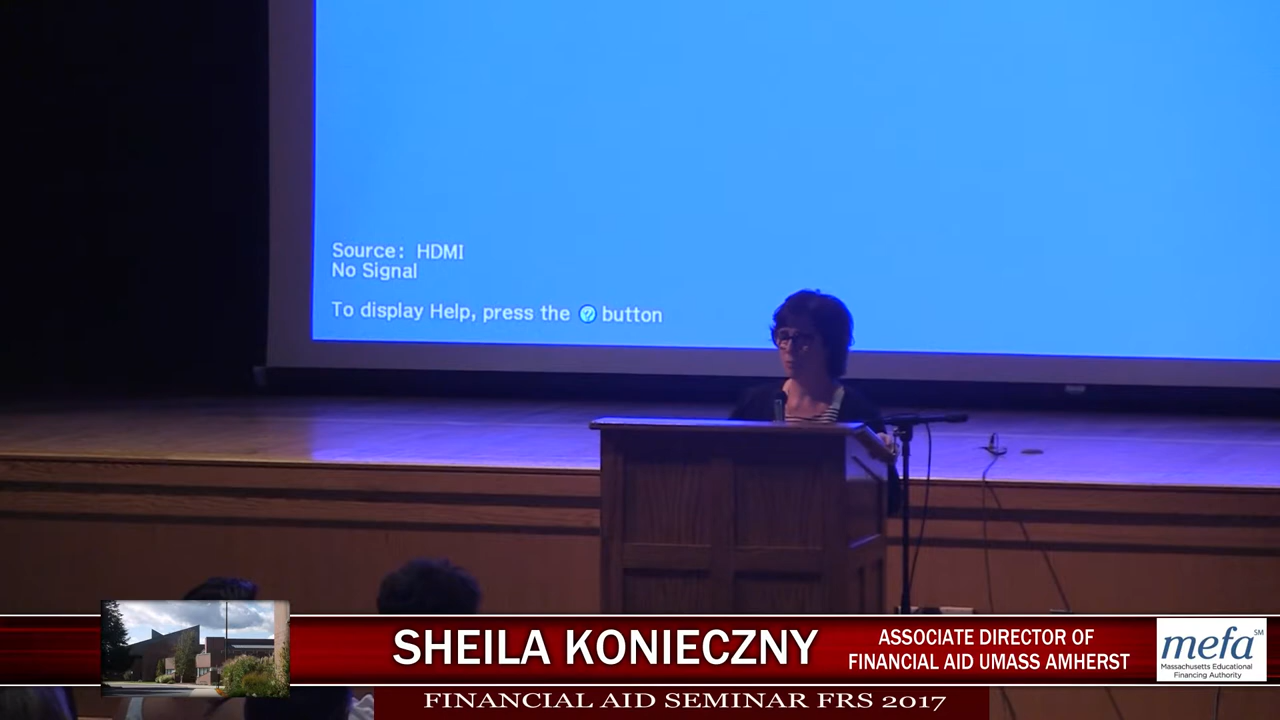 Source: HDMI
No Signal
To display Help, press the ? button
SHEILA KONIECZNY
ASSOCIATE DIRECTOR OF
FINANCIAL AID UMASS AMHERST
mefa SM
Massachusetts Educational
Financing Authority
FINANCIAL AID SEMINAR FRS 2017